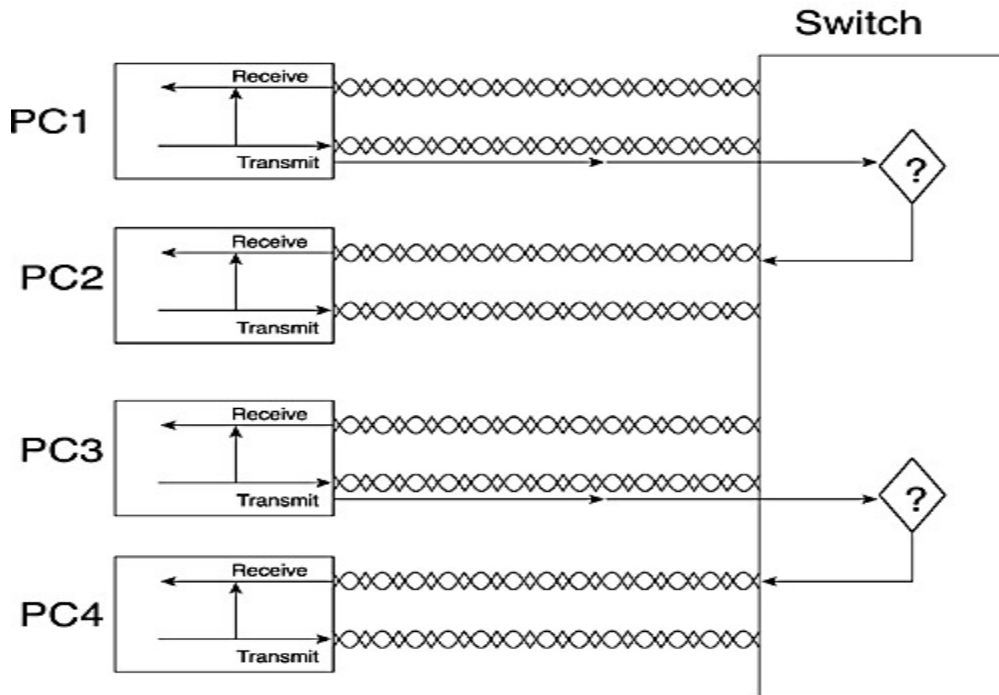 Switch
PC1
Receive
Transmit
?
PC2
Receive
Transmit
PC3
Receive
Transmit
?
PC4
Receive
Transmit